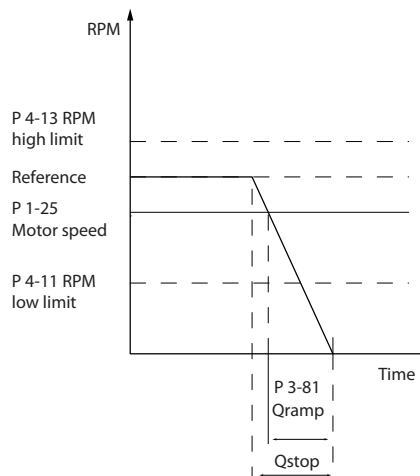 RPM
P 4-13 RPM
high limit
Reference
P 1-25
Motor speed
P 4-11 RPM
low limit
Time
P 3-81
Qramp
Qstop